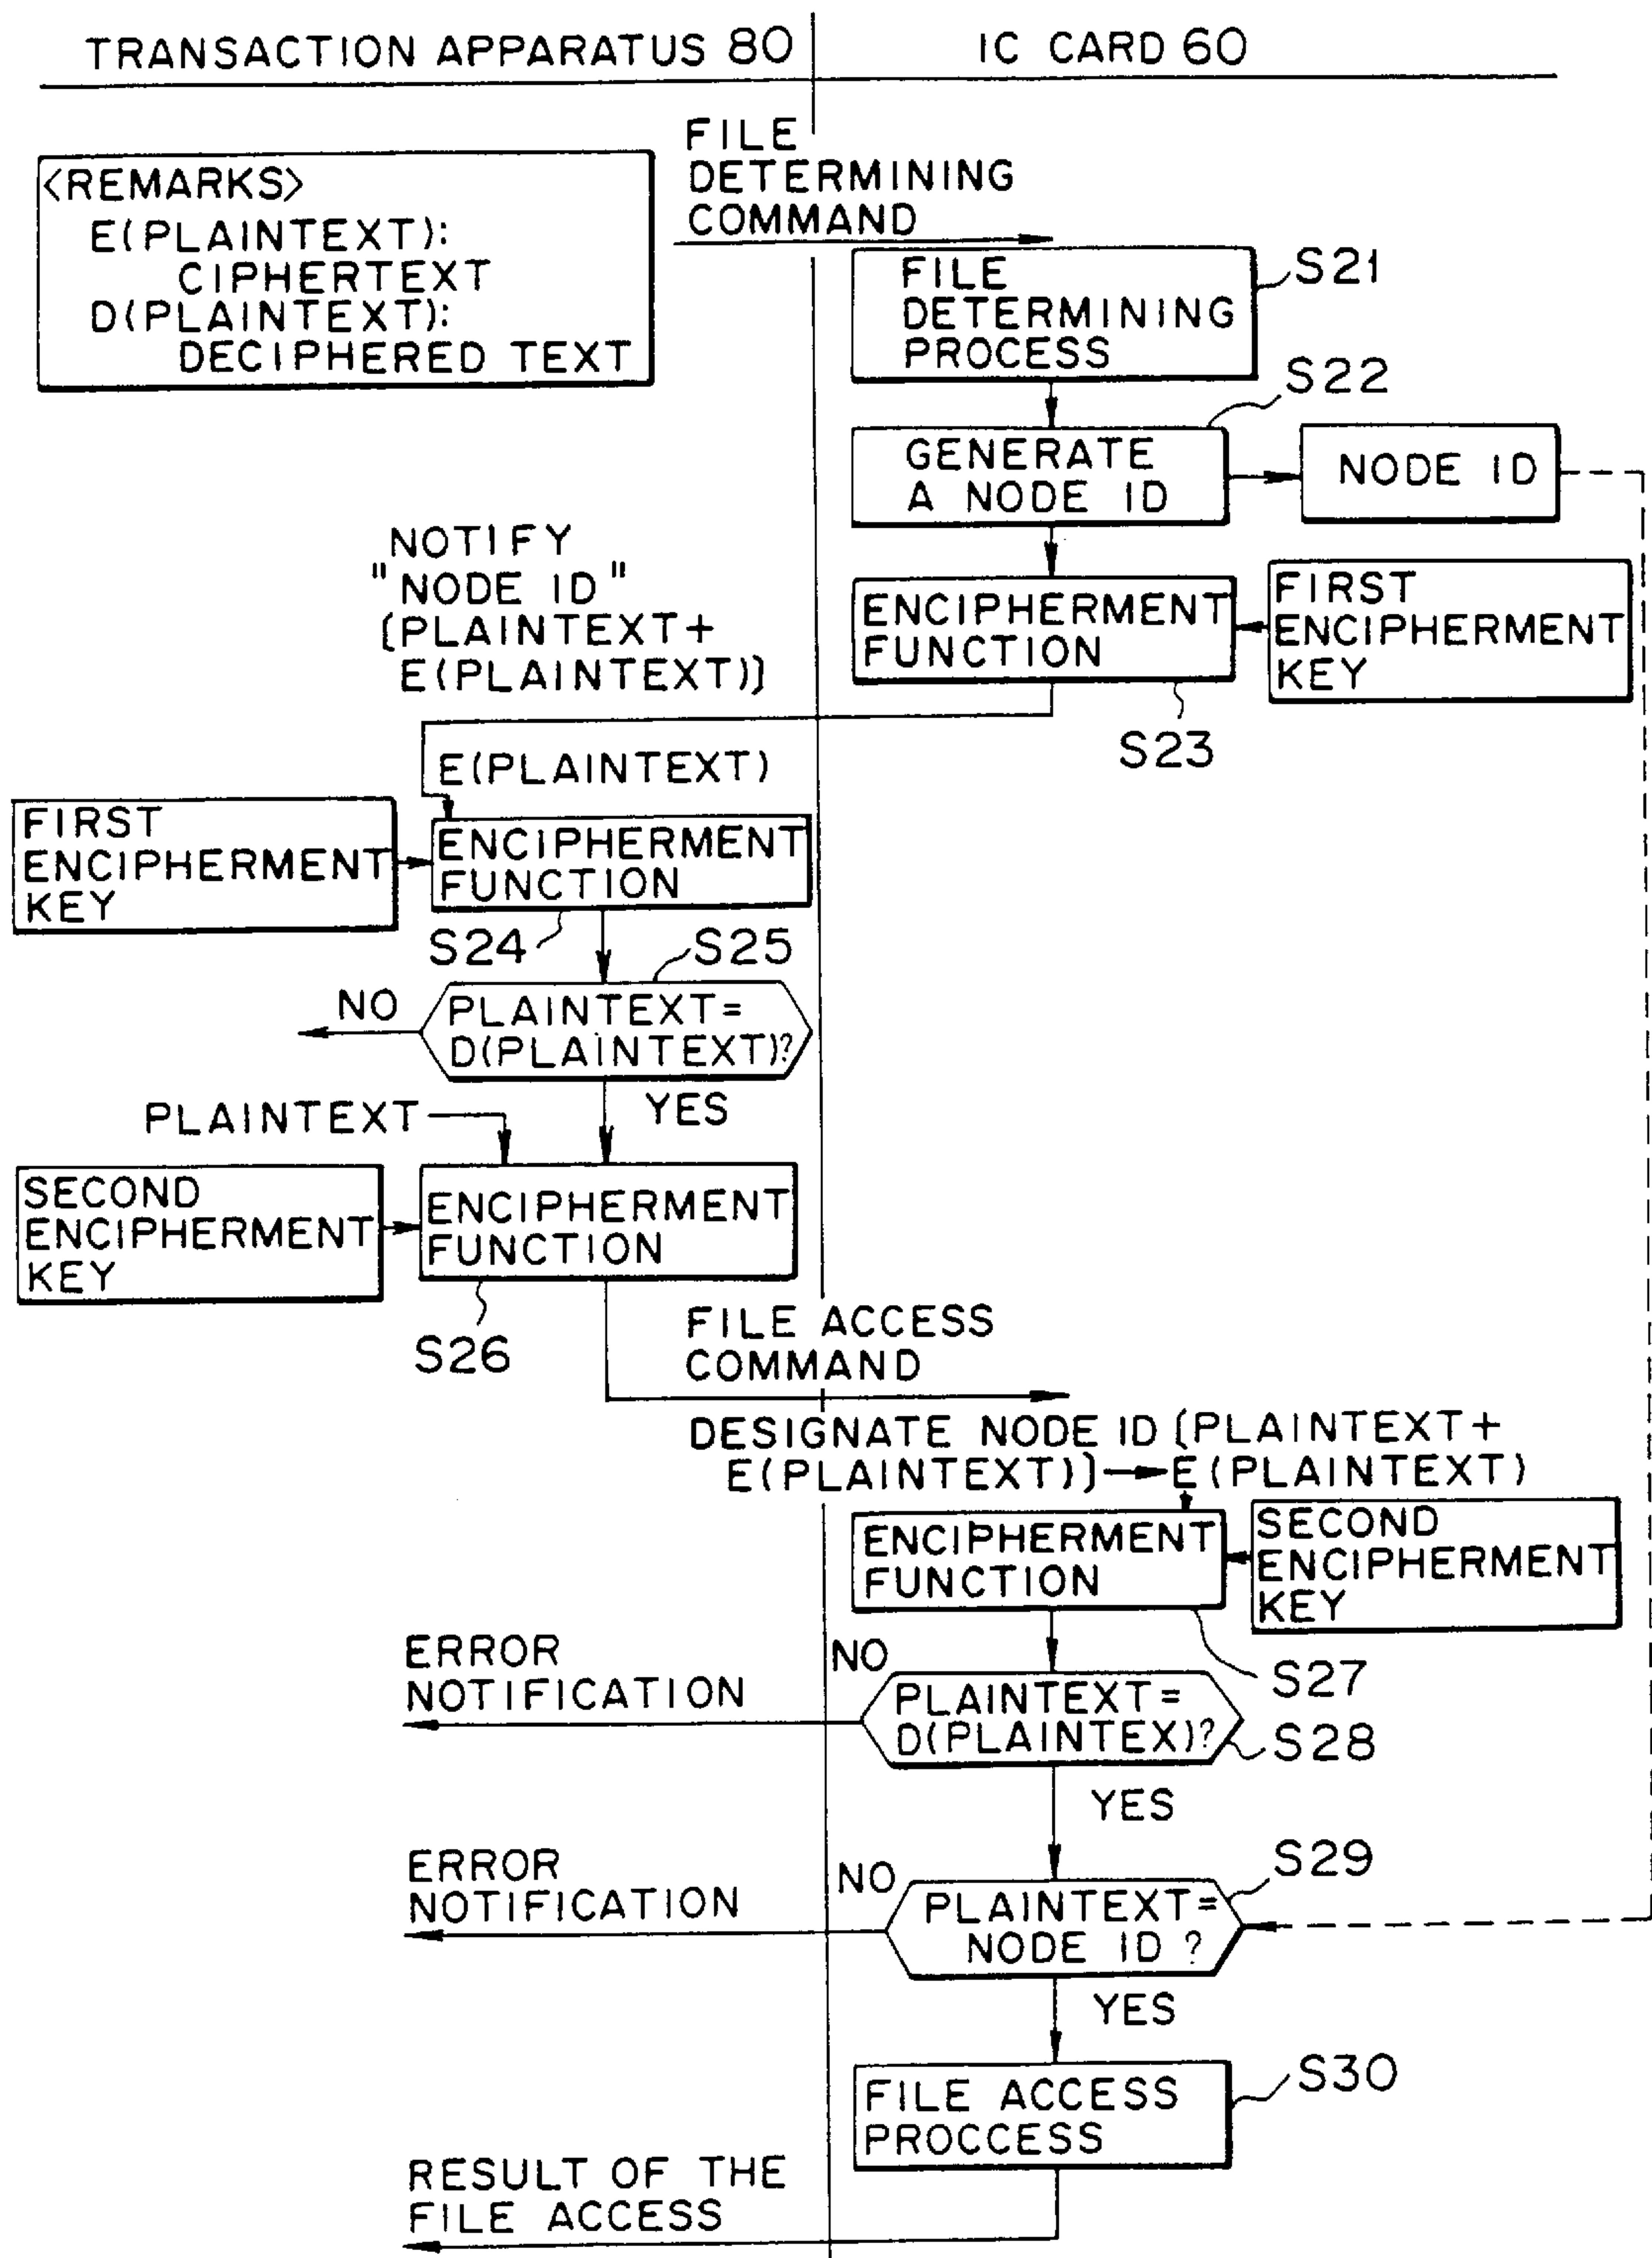 TRANSACTION APPARATUS 80
IC CARD 60
<REMARKS>
E(PLAINTEXT):
CIPHERTEXT
D(PLAINTEXT):
DECIPHERED TEXT
FILE
DETERMINING
COMMAND
FILE
DETERMINING
PROCESS
S21
S22
GENERATE
A NODE ID
NODE ID
NOTIFY
"NODE ID"
(PLAINTEXT+
E(PLAINTEXT))
ENCIPHERMENT
FUNCTION
FIRST
ENCIPHERMENT
KEY
S23
E(PLAINTEXT)
FIRST
ENCIPHERMENT
KEY
ENCIPHERMENT
FUNCTION
S24
S25
NO
PLAINTEXT=
D(PLAINTEXT)?
YES
PLAINTEXT
SECOND
ENCIPHERMENT
KEY
ENCIPHERMENT
FUNCTION
S26
FILE ACCESS
COMMAND
DESIGNATE NODE ID (PLAINTEXT+
E(PLAINTEXT)) → E(PLAINTEXT)
ENCIPHERMENT
FUNCTION
SECOND
ENCIPHERMENT
KEY
S27
ERROR
NOTIFICATION
NO
PLAINTEXT=
D(PLAINTEX)?
S28
YES
ERROR
NOTIFICATION
NO
S29
PLAINTEXT=
NODE ID ?
YES
FILE ACCESS
PROCCESS
S30
RESULT OF THE
FILE ACCESS